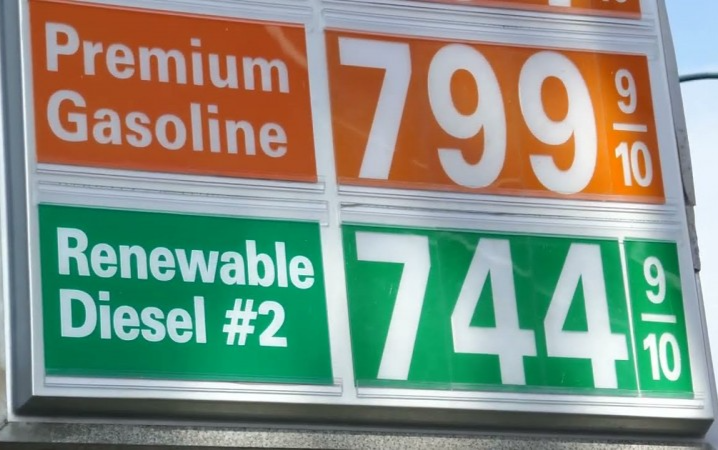 Premium
Gasoline
799 9/10
Renewable
Diesel #2
744 9/10